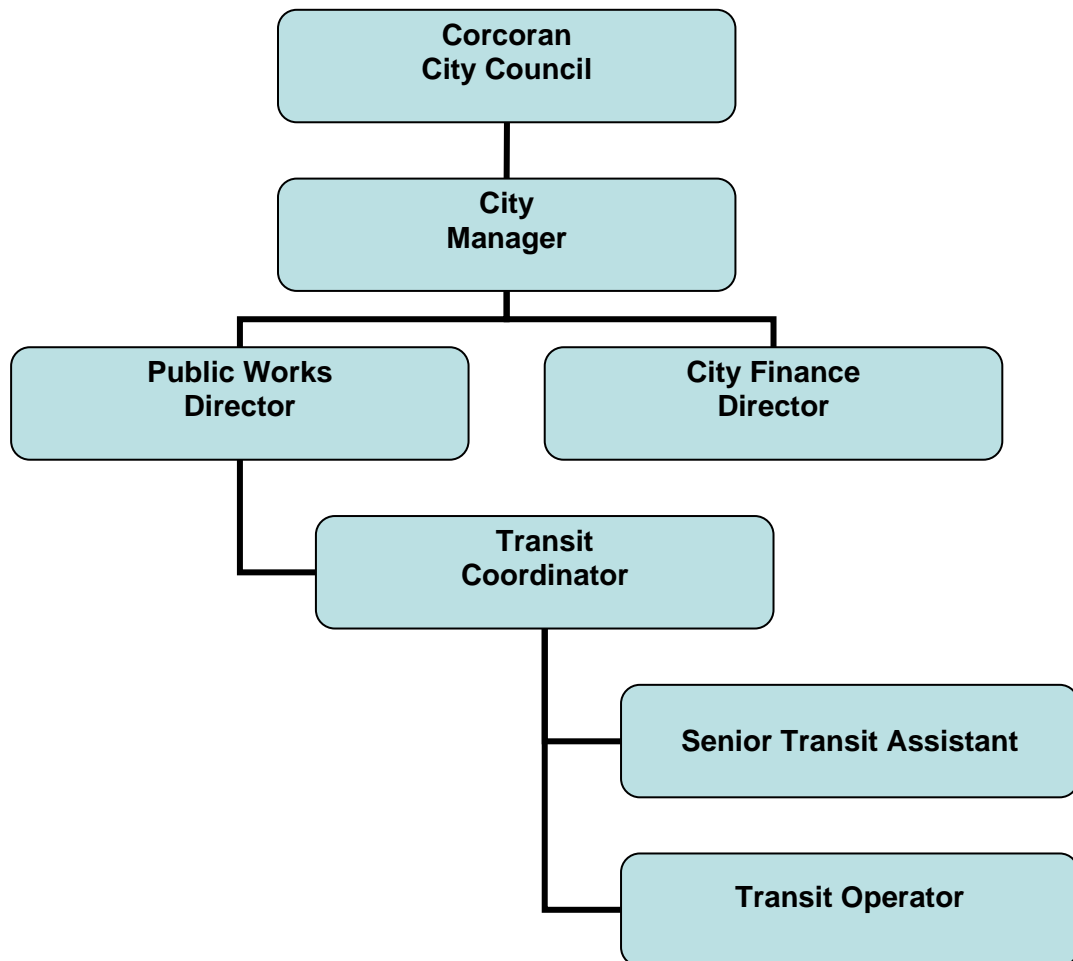 Corcoran
City Council
City
Manager
Public Works
Director
City Finance
Director
Transit
Coordinator
Senior Transit Assistant
Transit Operator